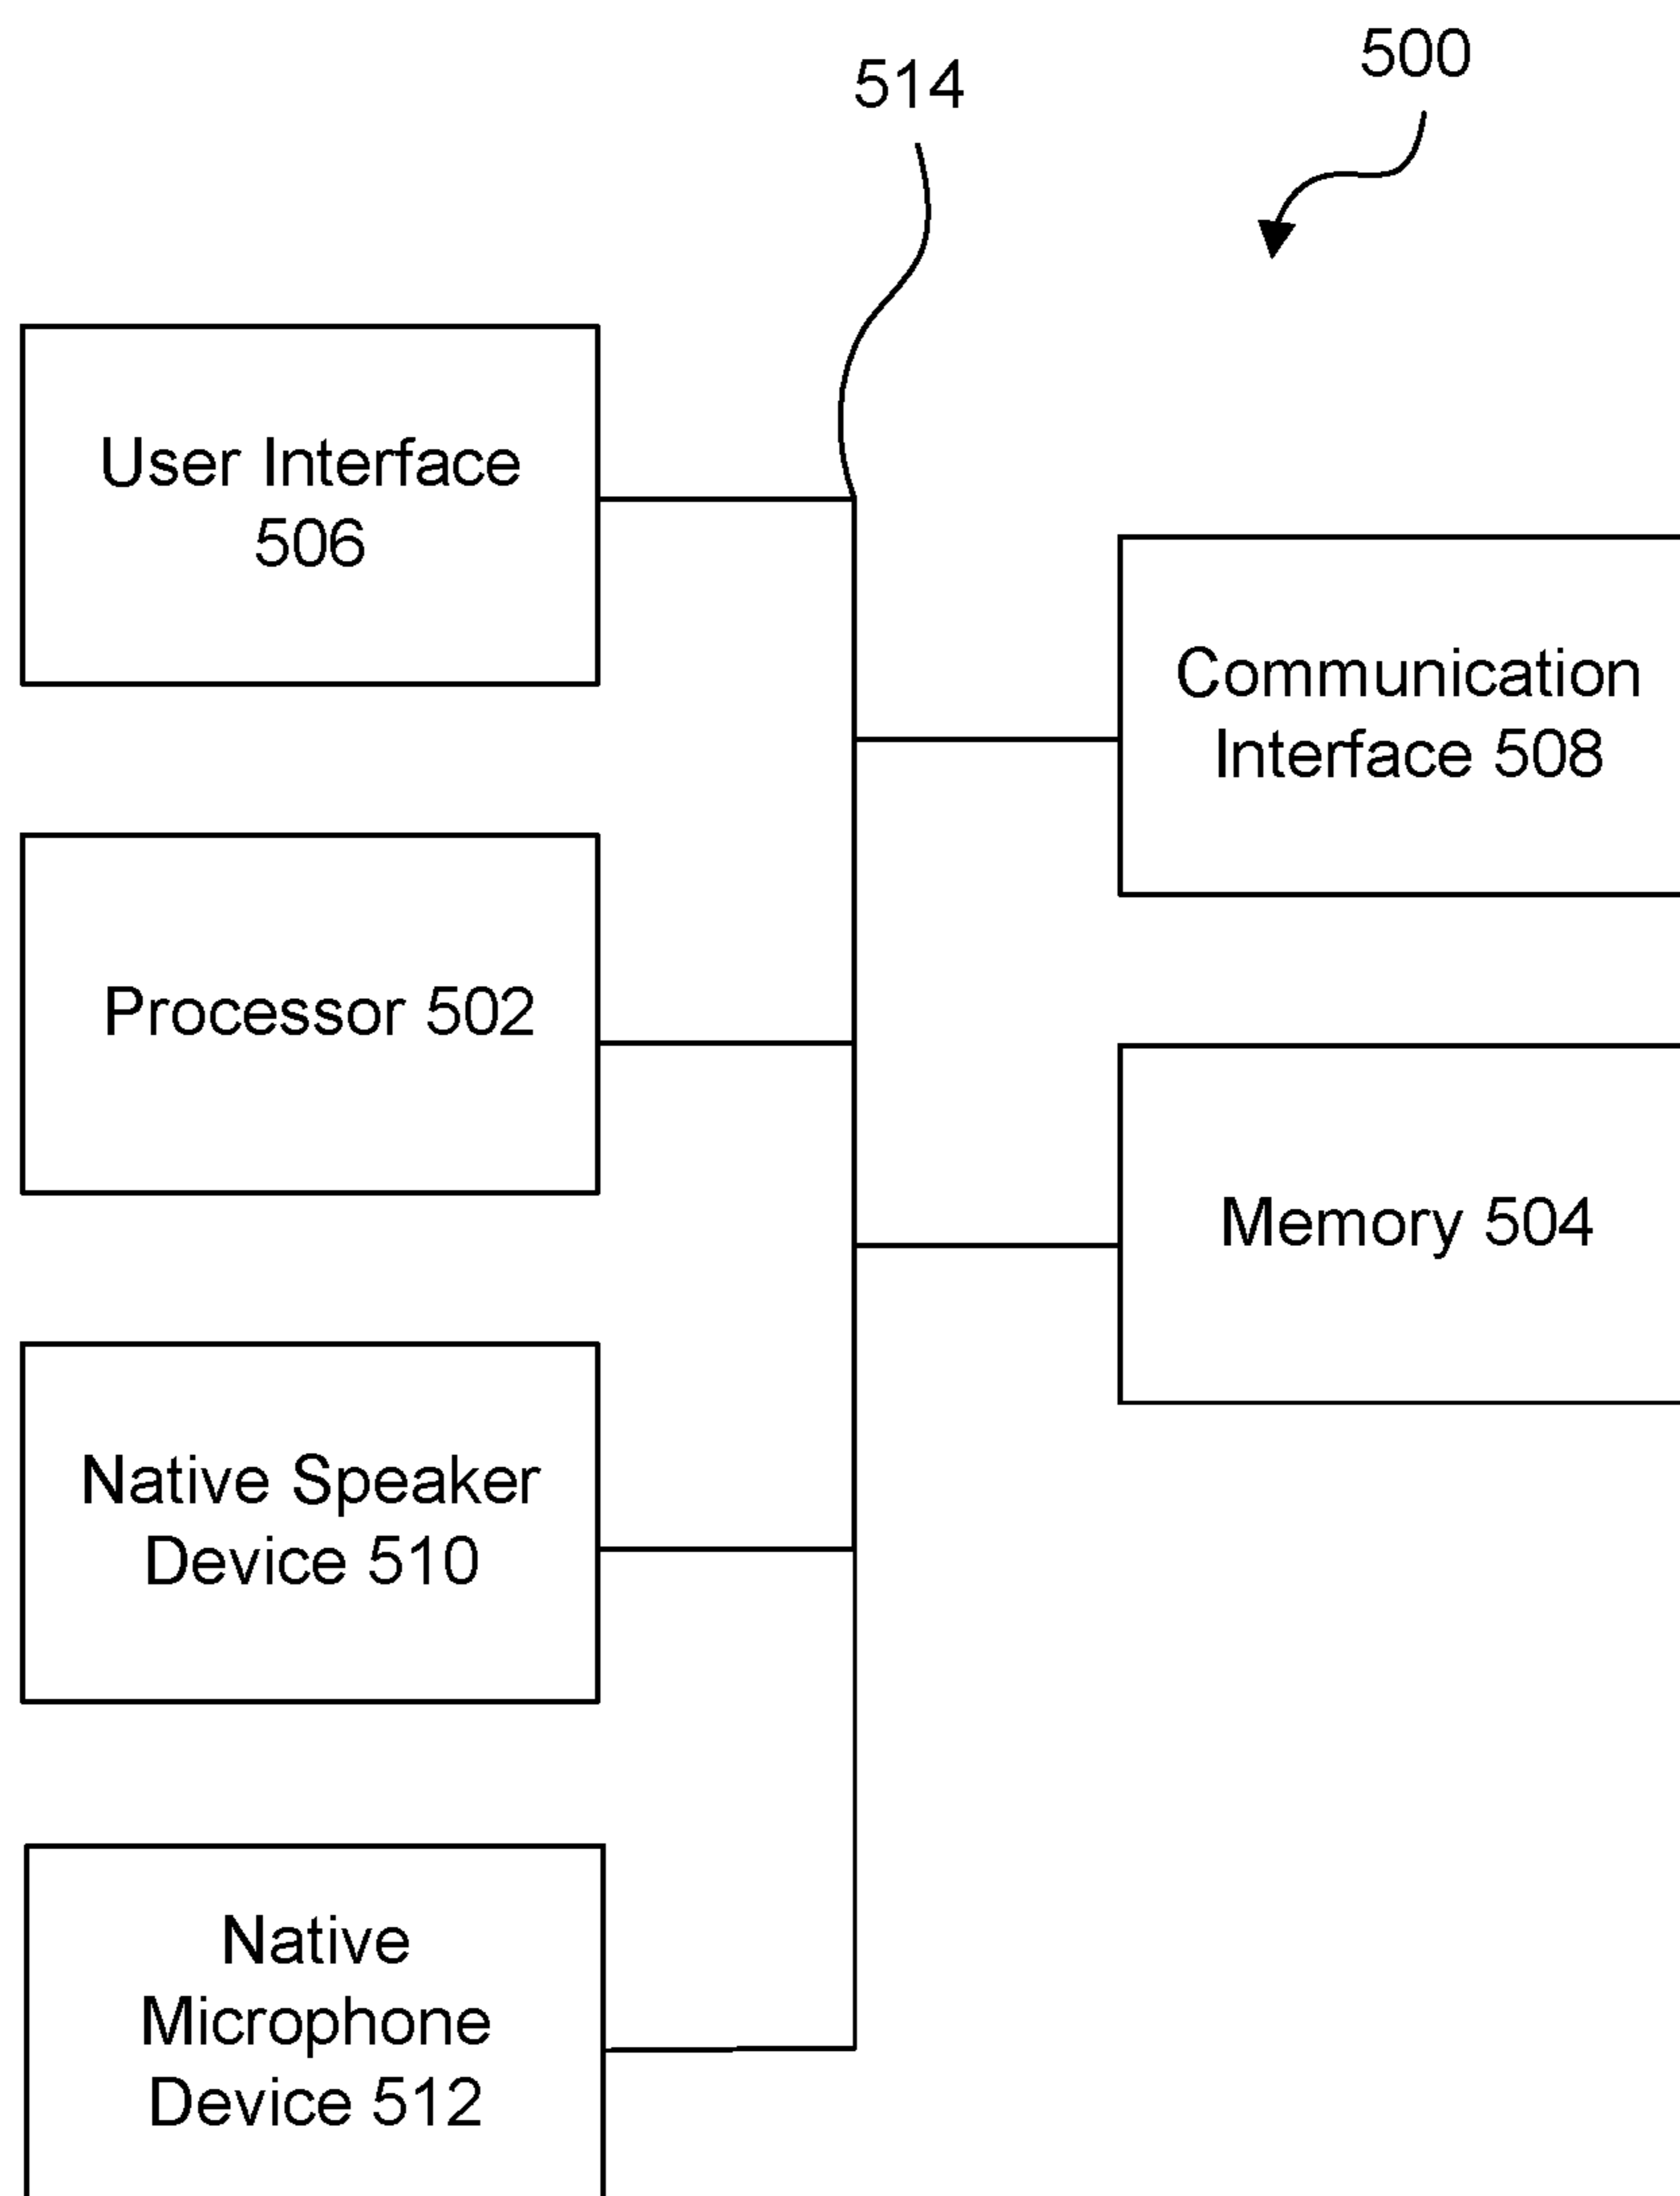 500
514
User Interface
506
Communication
Interface 508
Processor 502
Memory 504
Native Speaker
Device 510
Native
Microphone
Device 512